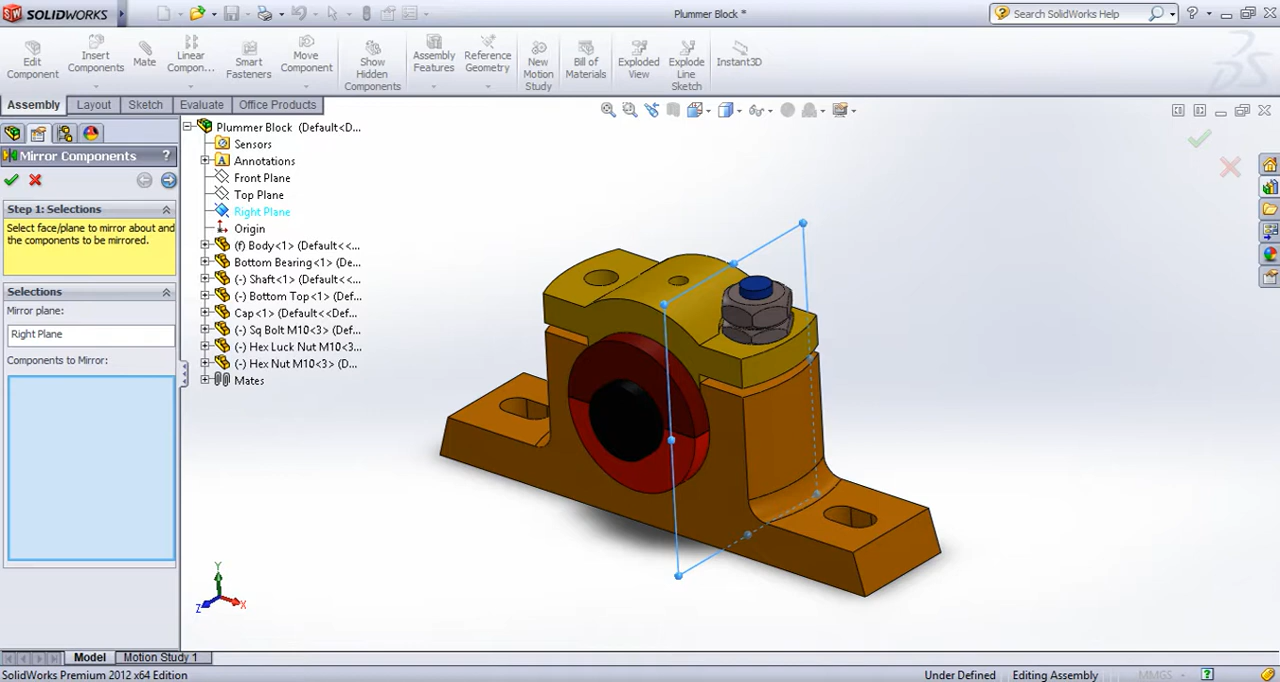 SOLIDWORKS
Plummer Block *
Search SolidWorks Help
Edit Component
Insert Components
Mate
Linear Compon...
Smart Fasteners
Move Component
Show Hidden Components
Assembly Features
Reference Geometry
New Motion Study
Bill of Materials
Exploded View
Explode Line Sketch
Instant3D
Assembly
Layout
Sketch
Evaluate
Office Products
Mirror Components
?
Step 1: Selections
Select face/plane to mirror about and
the components to be mirrored.
Selections
Mirror plane:
Right Plane
Components to Mirror:
Plummer Block (Default<D...
Sensors
Annotations
Front Plane
Top Plane
Right Plane
Origin
(f) Body<1> (Default<<...
Bottom Bearing<1> (De...
(-) Shaft<1> (Default<<...
(-) Bottom Top<1> (Def...
Cap<1> (Default<<Def...
(-) Sq Bolt M10<3> (Def...
(-) Hex Luck Nut M10<3...
(-) Hex Nut M10<3> (D...
Mates
Y
Z
X
Model
Motion Study 1
SolidWorks Premium 2012 x64 Edition
Under Defined
Editing Assembly
MMGS